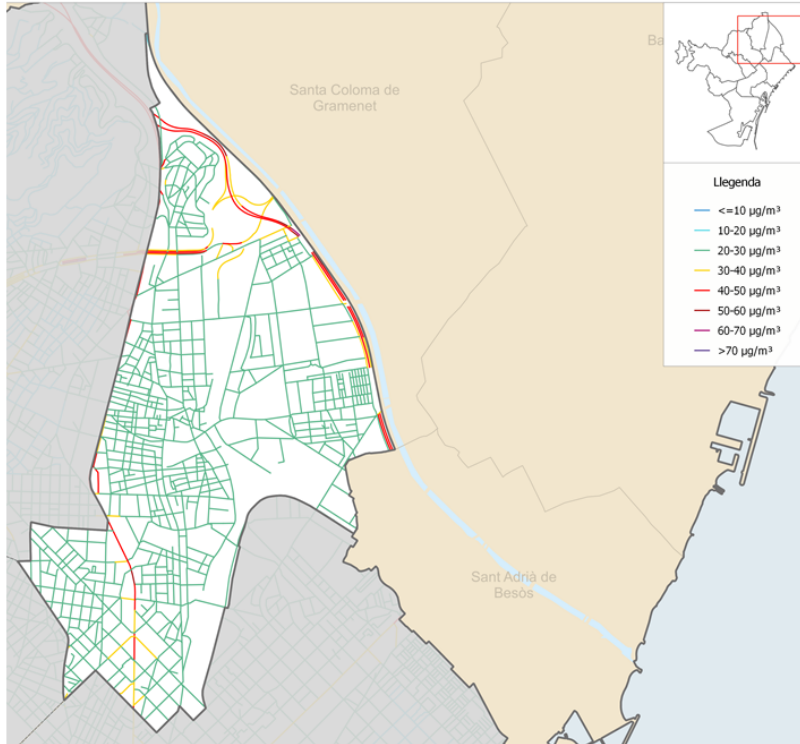 Ba
Santa Coloma de
Gramenet
Llegenda
<=10 µg/m³
10-20 µg/m³
20-30 µg/m³
30-40 µg/m³
40-50 µg/m³
50-60 µg/m³
60-70 µg/m³
>70 µg/m³
Sant Adrià de
Besòs